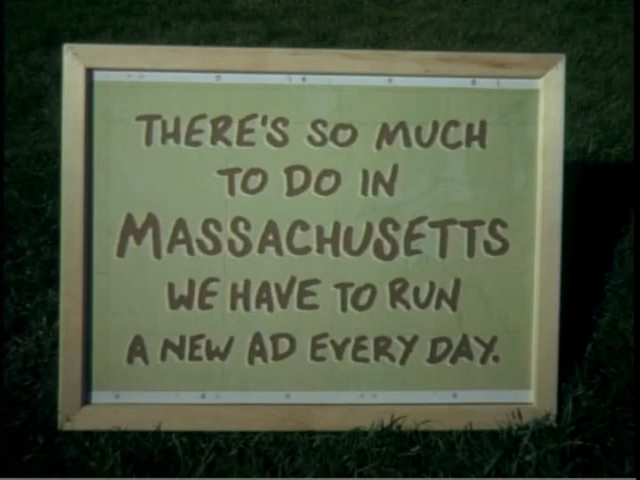 THERE'S SO MUCH
TO DO IN
MASSACHUSETTS
WE HAVE TO RUN
A NEW AD EVERY DAY.